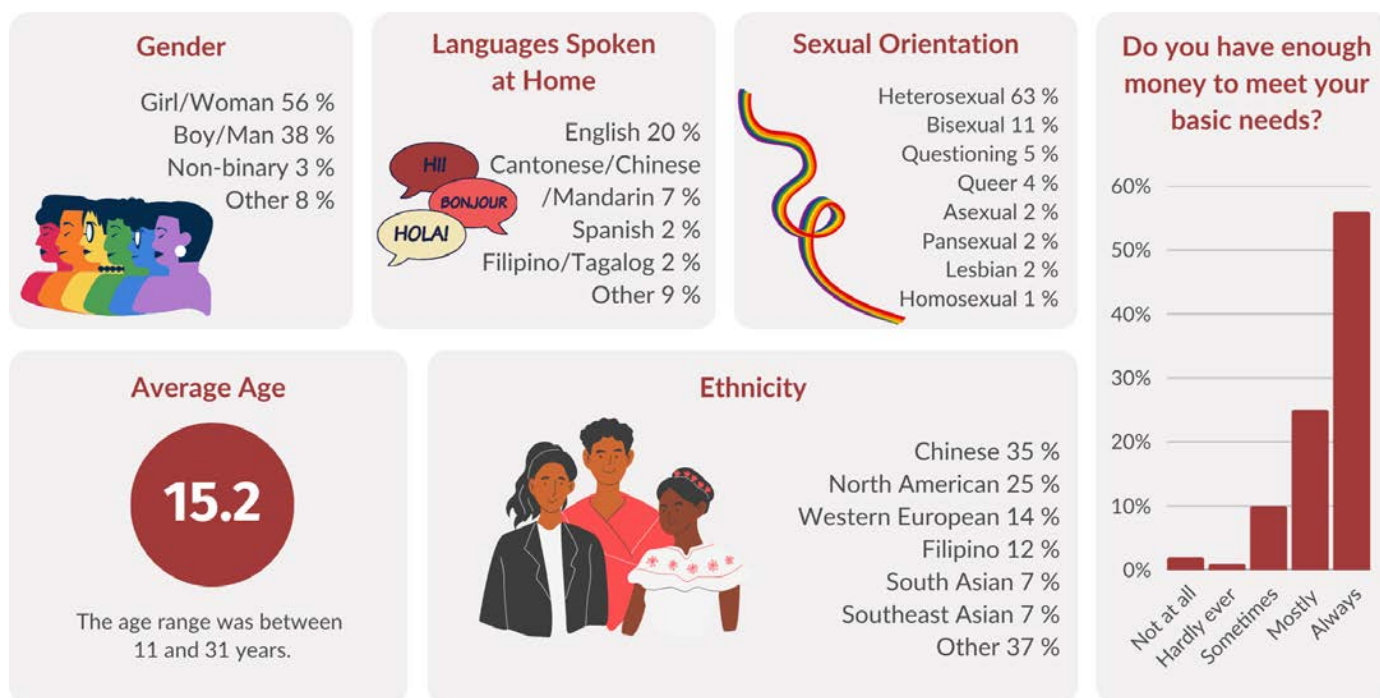 Gender
Girl/Woman 56 %
Boy/Man 38 %
Non-binary 3 %
Other 8 %
Languages Spoken
at Home
HI!
BONJOUR
HOLA!
English 20 %
Cantonese/Chinese
/Mandarin 7 %
Spanish 2 %
Filipino/Tagalog 2 %
Other 9 %
Sexual Orientation
Heterosexual 63 %
Bisexual 11 %
Questioning 5 %
Queer 4 %
Asexual 2 %
Pansexual 2 %
Lesbian 2 %
Homosexual 1 %
Do you have enough
money to meet your
basic needs?
60%
50%
40%
30%
20%
10%
0%
Not at all
Hardly ever
Sometimes
Mostly
Always
Average Age
15.2
The age range was between
11 and 31 years.
Ethnicity
Chinese 35 %
North American 25 %
Western European 14 %
Filipino 12 %
South Asian 7 %
Southeast Asian 7 %
Other 37 %